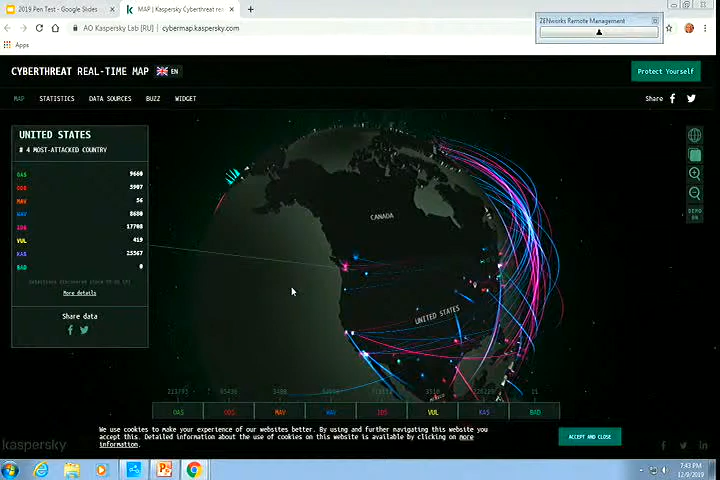 2019 Pen Test - Google Slides
MAP | Kaspersky Cyberthreat real
ZENworks Remote Management
AO Kaspersky Lab [RU] | cybermap.kaspersky.com
Apps
CYBERTHREAT REAL-TIME MAP
EN
Protect Yourself
MAP STATISTICS DATA SOURCES BUZZ WIDGET
Share
UNITED STATES
# 4 MOST-ATTACKED COUNTRY
OAS 9660
ODS 5907
MAV 56
WAV 8680
IDS 17708
VUL 419
KAS 25567
BAD 0
More details
Share data
CANADA
UNITED STATES
DEMO
ON
OAS ODS MAV WAV IDS VUL KAS BAD
We use cookies to make your experience of our websites better. By using and further navigating this website you
accept this. Detailed information about the use of cookies on this website is available by clicking on more
information.
ACCEPT AND CLOSE
kaspersky
7:43 PM
12/9/2019